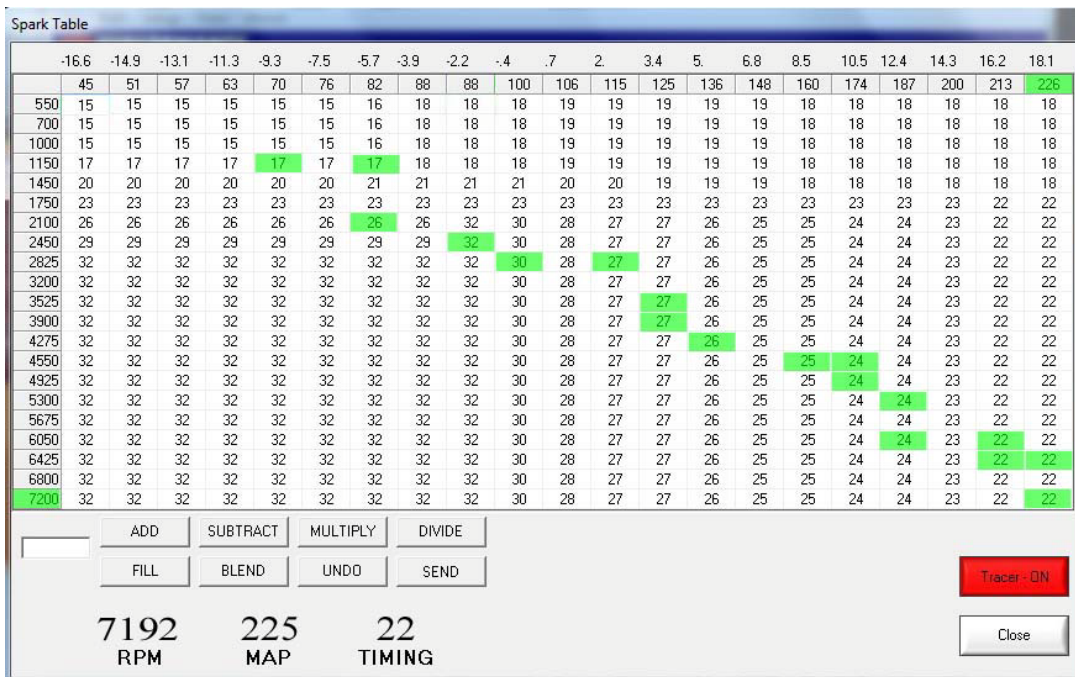 Spark Table
-16.6 -14.9 -13.1 -11.3 -9.3 -7.5 -5.7 -3.9 -2.2 -.4 .7 2. 3.4 5. 6.8 8.5 10.5 12.4 14.3 16.2 18.1
45 51 57 63 70 76 82 88 88 100 106 115 125 136 148 160 174 187 200 213 226
550 15 15 15 15 15 15 16 18 18 18 19 19 19 19 19 18 18 18 18 18 18
700 15 15 15 15 15 15 16 18 18 18 19 19 19 19 19 18 18 18 18 18 18
1000 15 15 15 15 15 15 16 18 18 18 19 19 19 19 19 18 18 18 18 18 18
1150 17 17 17 17 17 17 17 18 18 18 19 19 19 19 19 18 18 18 18 18 18
1450 20 20 20 20 20 20 21 21 21 21 20 20 19 19 19 18 18 18 18 18 18
1750 23 23 23 23 23 23 23 23 23 23 23 23 23 23 23 23 23 23 23 22 22
2100 26 26 26 26 26 26 26 26 32 30 28 27 27 26 25 25 24 24 23 22 22
2450 29 29 29 29 29 29 29 29 32 30 28 27 27 26 25 25 24 24 23 22 22
2825 32 32 32 32 32 32 32 32 32 30 28 27 27 26 25 25 24 24 23 22 22
3200 32 32 32 32 32 32 32 32 32 30 28 27 27 26 25 25 24 24 23 22 22
3525 32 32 32 32 32 32 32 32 32 30 28 27 27 26 25 25 24 24 23 22 22
3900 32 32 32 32 32 32 32 32 32 30 28 27 27 26 25 25 24 24 23 22 22
4275 32 32 32 32 32 32 32 32 32 30 28 27 27 26 25 25 24 24 23 22 22
4550 32 32 32 32 32 32 32 32 32 30 28 27 27 26 25 25 24 24 23 22 22
4925 32 32 32 32 32 32 32 32 32 30 28 27 27 26 25 25 24 24 23 22 22
5300 32 32 32 32 32 32 32 32 32 30 28 27 27 26 25 25 24 24 23 22 22
5675 32 32 32 32 32 32 32 32 32 30 28 27 27 26 25 25 24 24 23 22 22
6050 32 32 32 32 32 32 32 32 32 30 28 27 27 26 25 25 24 24 23 22 22
6425 32 32 32 32 32 32 32 32 32 30 28 27 27 26 25 25 24 24 23 22 22
6800 32 32 32 32 32 32 32 32 32 30 28 27 27 26 25 25 24 24 23 22 22
7200 32 32 32 32 32 32 32 32 32 30 28 27 27 26 25 25 24 24 23 22 22
ADD SUBTRACT MULTIPLY DIVIDE
FILL BLEND UNDO SEND
Tracer - ON
7192 225 22
RPM MAP TIMING
Close